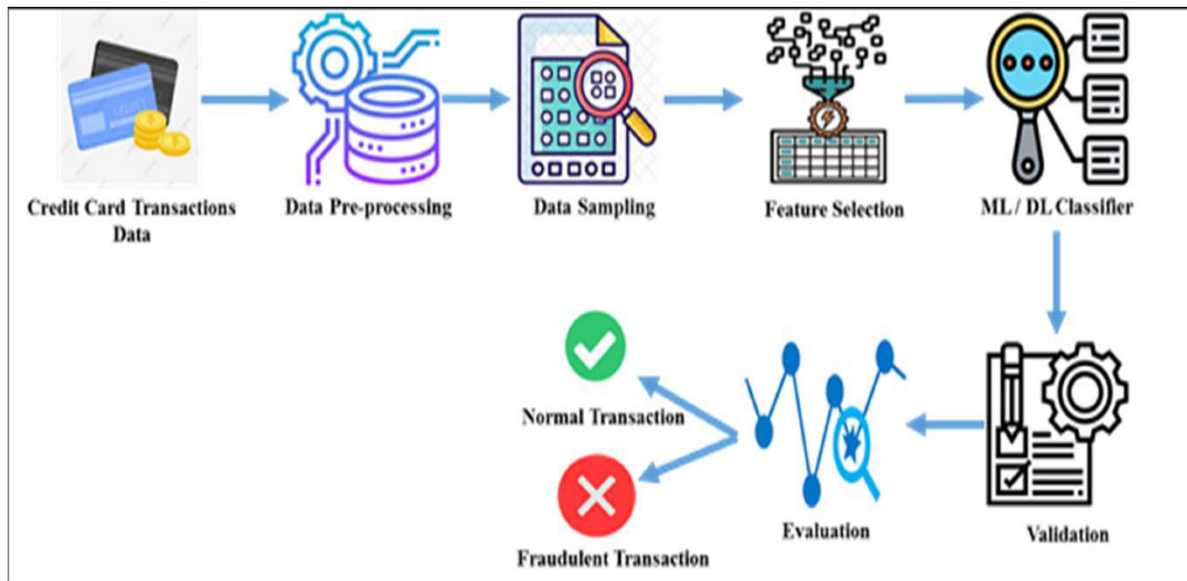 Credit Card Transactions
Data
Data Pre-processing
Data Sampling
Feature Selection
ML / DL Classifier
Normal Transaction
Fraudulent Transaction
Evaluation
Validation